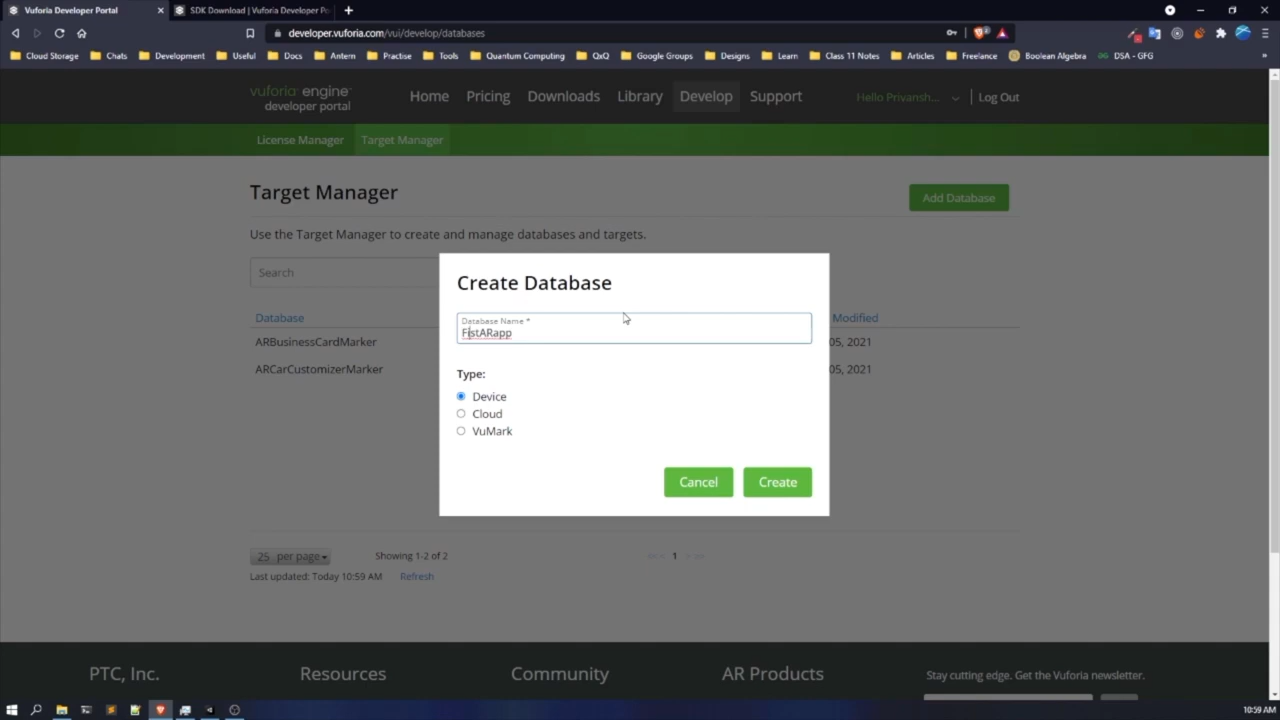 Vuforia Developer Portal
SDK Download | Vuforia Developer Po
developer.vuforia.com/vui/develop/databases
Cloud Storage Chats Development Useful Docs Antern Practise Tools Quantum Computing QxQ Google Groups Designs Learn Class 11 Notes Articles Freelance Boolean Algebra DSA - GFG
vuforia engine
developer portal
Home Pricing Downloads Library Develop Support
Hello Privansh... Log Out
License Manager Target Manager
Target Manager
Add Database
Use the Target Manager to create and manage databases and targets.
Search
Create Database
Database Name *
FistARapp
Type:
Device
Cloud
VuMark
Cancel Create
Database Modified
ARBusinessCardMarker 05, 2021
ARCarCustomizerMarker 05, 2021
25 per page Showing 1-2 of 2 1
Last updated: Today 10:59 AM Refresh
PTC, Inc. Resources Community AR Products
Stay cutting edge. Get the Vuforia newsletter.
10:59 AM